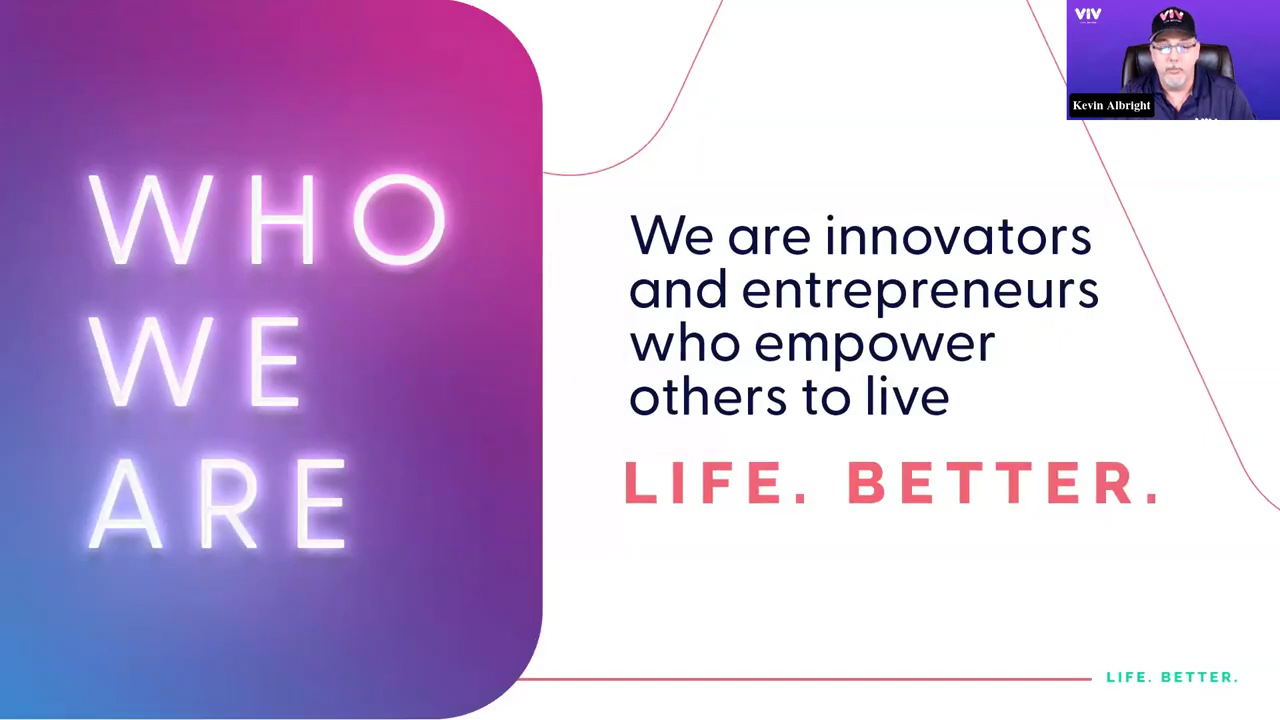 WHO
WE
ARE
We are innovators
and entrepreneurs
who empower
others to live
LIFE. BETTER.
LIFE. BETTER.
VIV
VIV
Kevin Albright